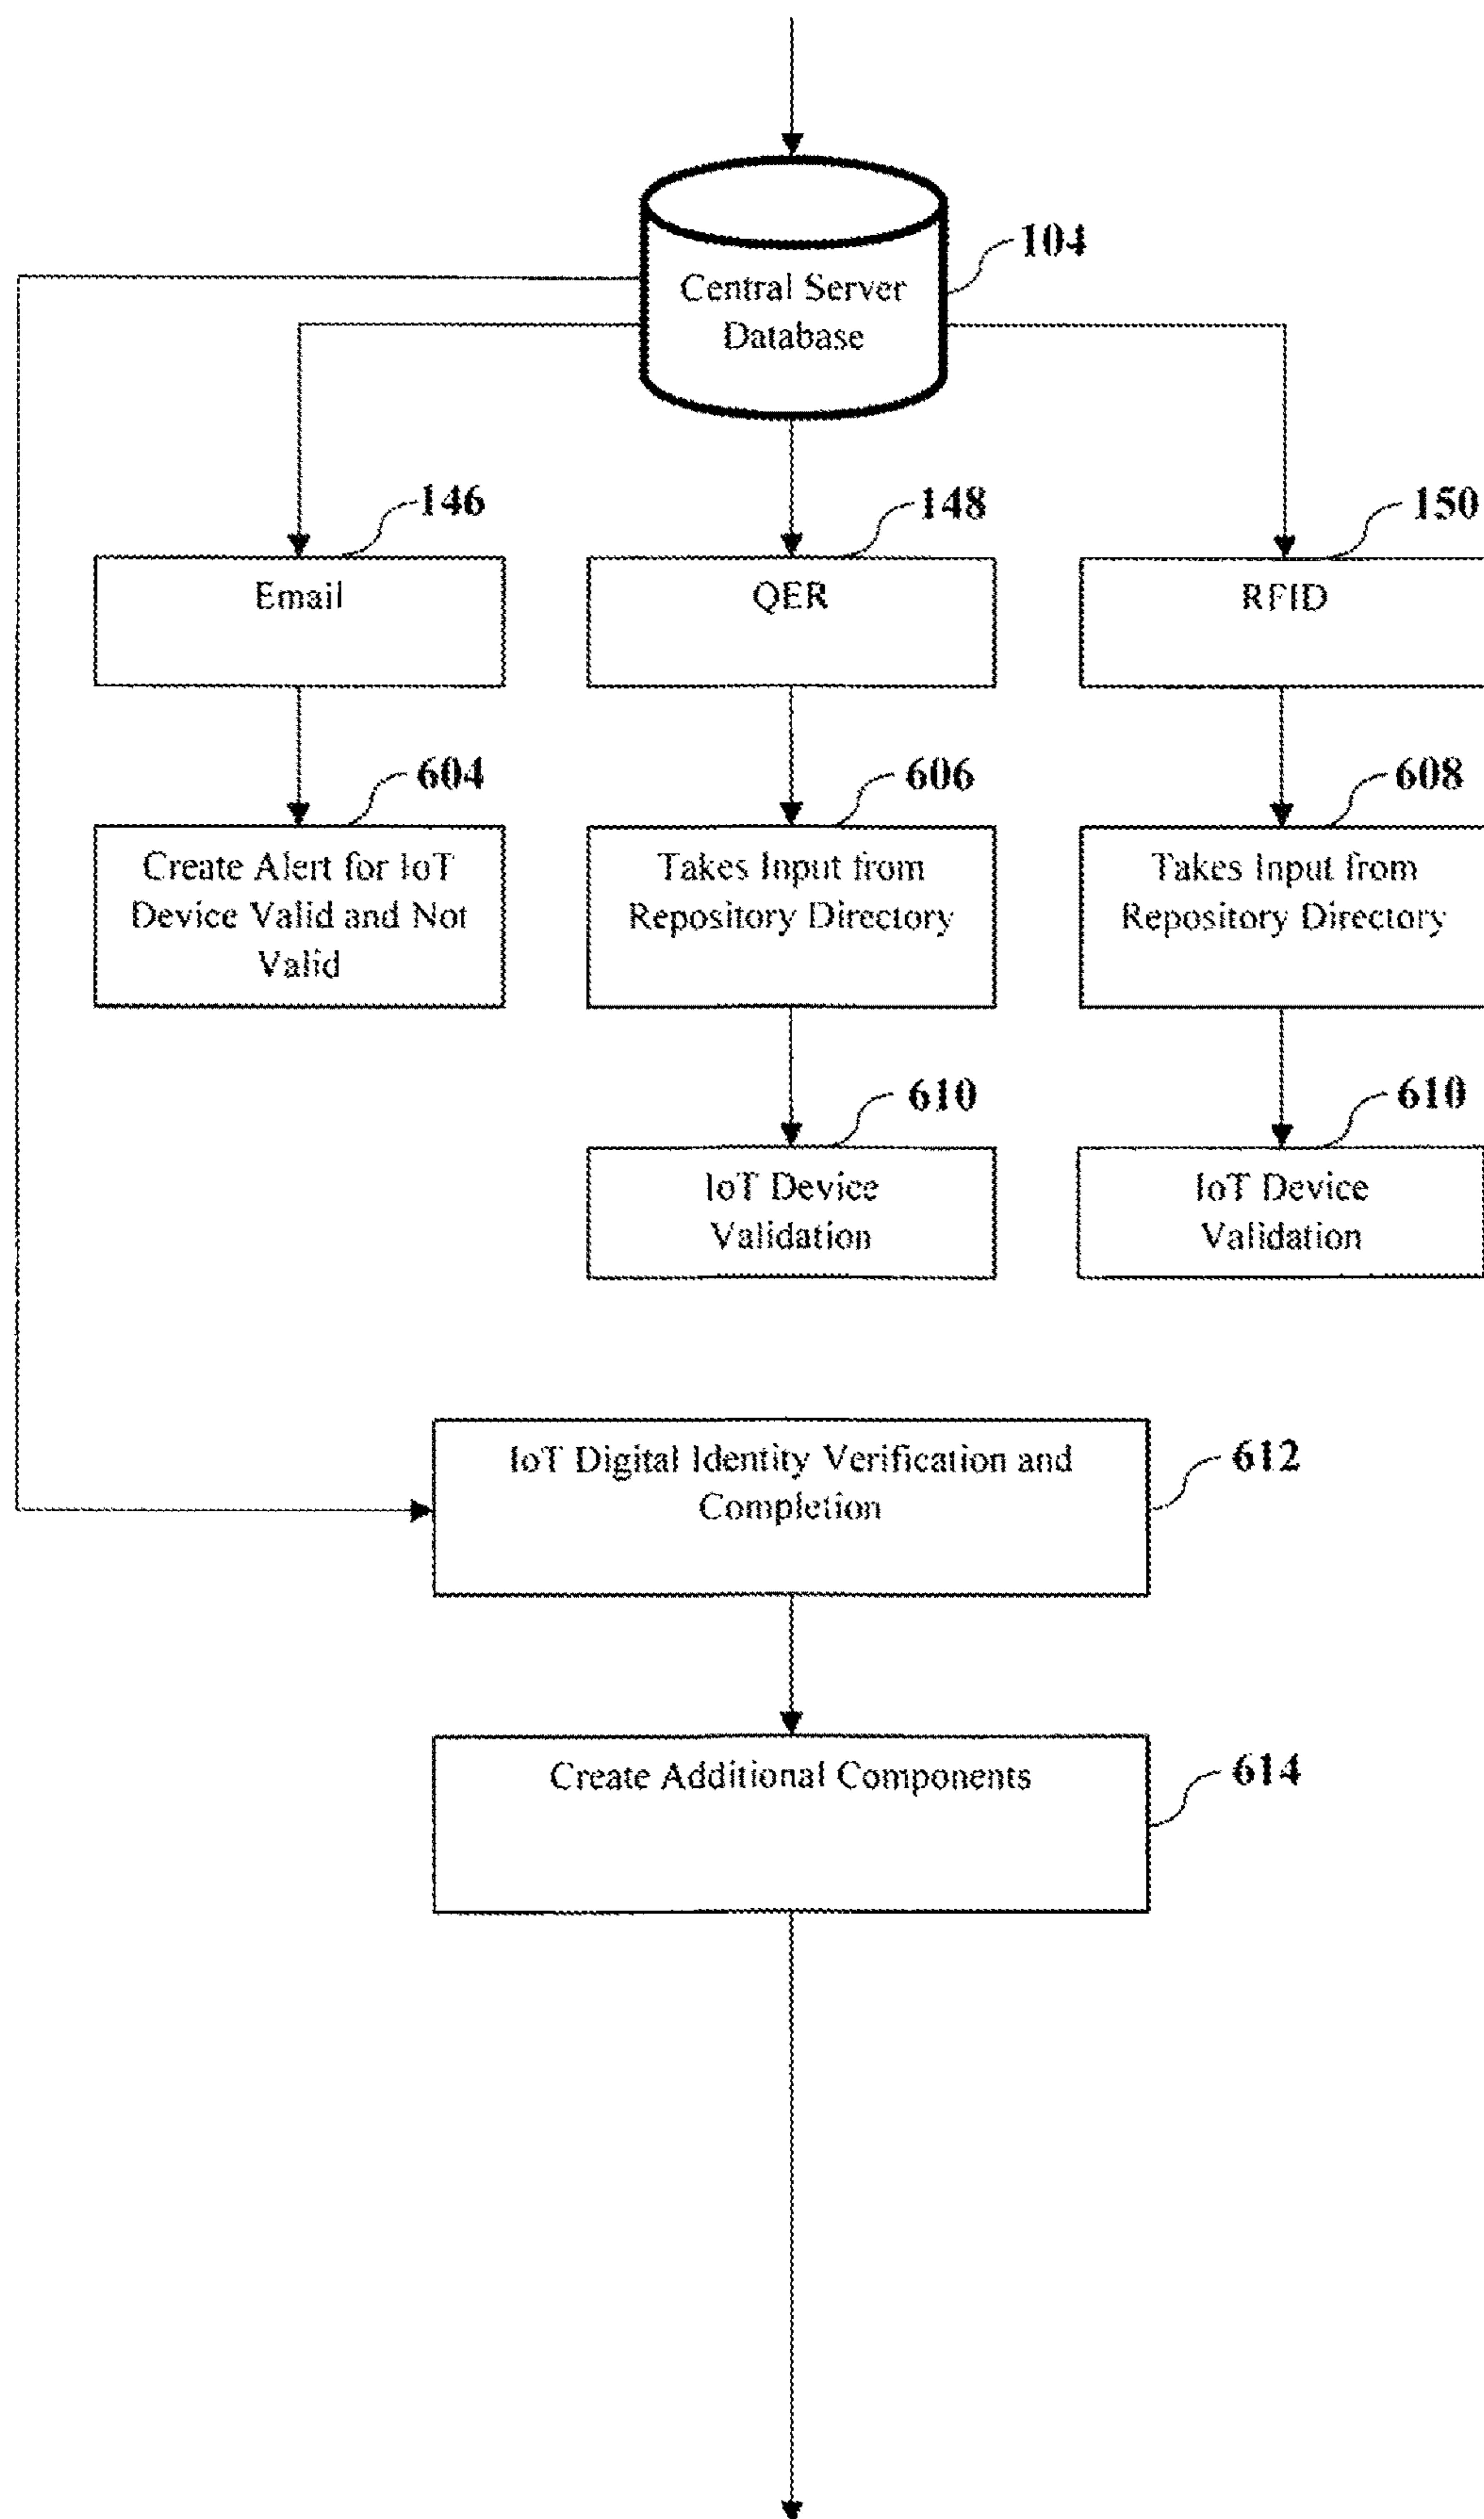 104
Central Server
Database
146
148
150
Email
QER
RFID
604
606
608
Create Alert for IoT
Device Valid and Not
Valid
Takes Input from
Repository Directory
Takes Input from
Repository Directory
610
610
IoT Device
Validation
IoT Device
Validation
IoT Digital Identity Verification and
Completion
612
Create Additional Components
614